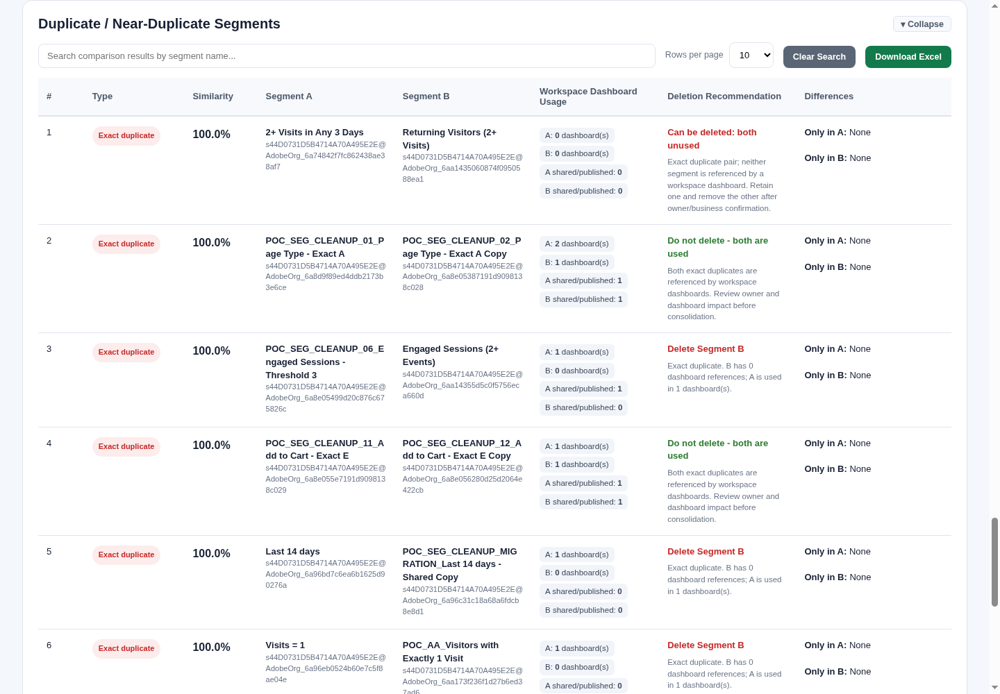 Duplicate / Near-Duplicate Segments
▾ Collapse
Search comparison results by segment name...
Rows per page
10
Clear Search
Download Excel
#
Type
Similarity
Segment A
Segment B
Workspace Dashboard
Usage
Deletion Recommendation
Differences
1
Exact duplicate
100.0%
2+ Visits in Any 3 Days
s44D0731D5B4714A70A495E2E@
AdobeOrg_6a74842f7fc862438ae3
8af7
Returning Visitors (2+
Visits)
s44D0731D5B4714A70A495E2E@
AdobeOrg_6aa1435060874f09505
88ea1
A: 0 dashboard(s)
B: 0 dashboard(s)
A shared/published: 0
B shared/published: 0
Can be deleted: both
unused
Exact duplicate pair; neither
segment is referenced by a
workspace dashboard. Retain
one and remove the other after
owner/business confirmation.
Only in A: None
Only in B: None
2
Exact duplicate
100.0%
POC_SEG_CLEANUP_01_P
age Type - Exact A
s44D0731D5B4714A70A495E2E@
AdobeOrg_6a8d9f89ed4ddb2173b
3e6ce
POC_SEG_CLEANUP_02_P
age Type - Exact A Copy
s44D0731D5B4714A70A495E2E@
AdobeOrg_6a8e05387191d909813
8c028
A: 2 dashboard(s)
B: 1 dashboard(s)
A shared/published: 1
B shared/published: 1
Do not delete - both are
used
Both exact duplicates are
referenced by workspace
dashboards. Review owner and
dashboard impact before
consolidation.
Only in A: None
Only in B: None
3
Exact duplicate
100.0%
POC_SEG_CLEANUP_06_E
ngaged Sessions -
Threshold 3
s44D0731D5B4714A70A495E2E@
AdobeOrg_6a8e05499d20c876c67
5826c
Engaged Sessions (2+
Events)
s44D0731D5B4714A70A495E2E@
AdobeOrg_6aa14355d5c0f5756ec
a660d
A: 1 dashboard(s)
B: 0 dashboard(s)
A shared/published: 1
B shared/published: 0
Delete Segment B
Exact duplicate. B has 0
dashboard references; A is used
in 1 dashboard(s).
Only in A: None
Only in B: None
4
Exact duplicate
100.0%
POC_SEG_CLEANUP_11_A
dd to Cart - Exact E
s44D0731D5B4714A70A495E2E@
AdobeOrg_6a8e055e7191d909813
8c029
POC_SEG_CLEANUP_12_A
dd to Cart - Exact E Copy
s44D0731D5B4714A70A495E2E@
AdobeOrg_6a8e056280d25d2064e
422cb
A: 1 dashboard(s)
B: 1 dashboard(s)
A shared/published: 1
B shared/published: 1
Do not delete - both are
used
Both exact duplicates are
referenced by workspace
dashboards. Review owner and
dashboard impact before
consolidation.
Only in A: None
Only in B: None
5
Exact duplicate
100.0%
Last 14 days
s44D0731D5B4714A70A495E2E@
AdobeOrg_6a96bd7c6ea6b1625d9
0276a
POC_SEG_CLEANUP_MIG
RATION_Last 14 days -
Shared Copy
s44D0731D5B4714A70A495E2E@
AdobeOrg_6a96c31c18a68a6fdcb
8e8d1
A: 1 dashboard(s)
B: 0 dashboard(s)
A shared/published: 0
B shared/published: 0
Delete Segment B
Exact duplicate. B has 0
dashboard references; A is used
in 1 dashboard(s).
Only in A: None
Only in B: None
6
Exact duplicate
100.0%
Visits = 1
s44D0731D5B4714A70A495E2E@
AdobeOrg_6a96eb0524b60e7c5f8
ae04e
POC_AA_Visitors with
Exactly 1 Visit
s44D0731D5B4714A70A495E2E@
AdobeOrg_6aa173f236f1d27b6ed3
7ad6
A: 1 dashboard(s)
B: 0 dashboard(s)
A shared/published: 0
Delete Segment B
Exact duplicate. B has 0
dashboard references; A is used
in 1 dashboard(s).
Only in A: None
Only in B: None